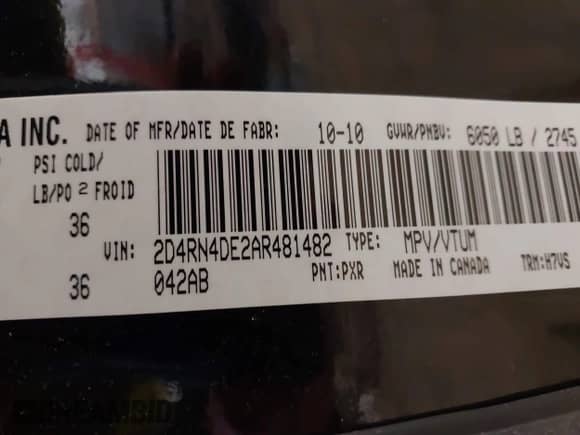 A INC. DATE OF MFR/DATE DE FABR: 10-10 GVWR/PNBV: 6050 LB / 2745
PSI COLD/
LB/PO 2 FROID
36
VIN: 2D4RN4DE2AR481482 TYPE: MPV/VTUM
36 042AB PNT:PXR MADE IN CANADA TRM:H7VS